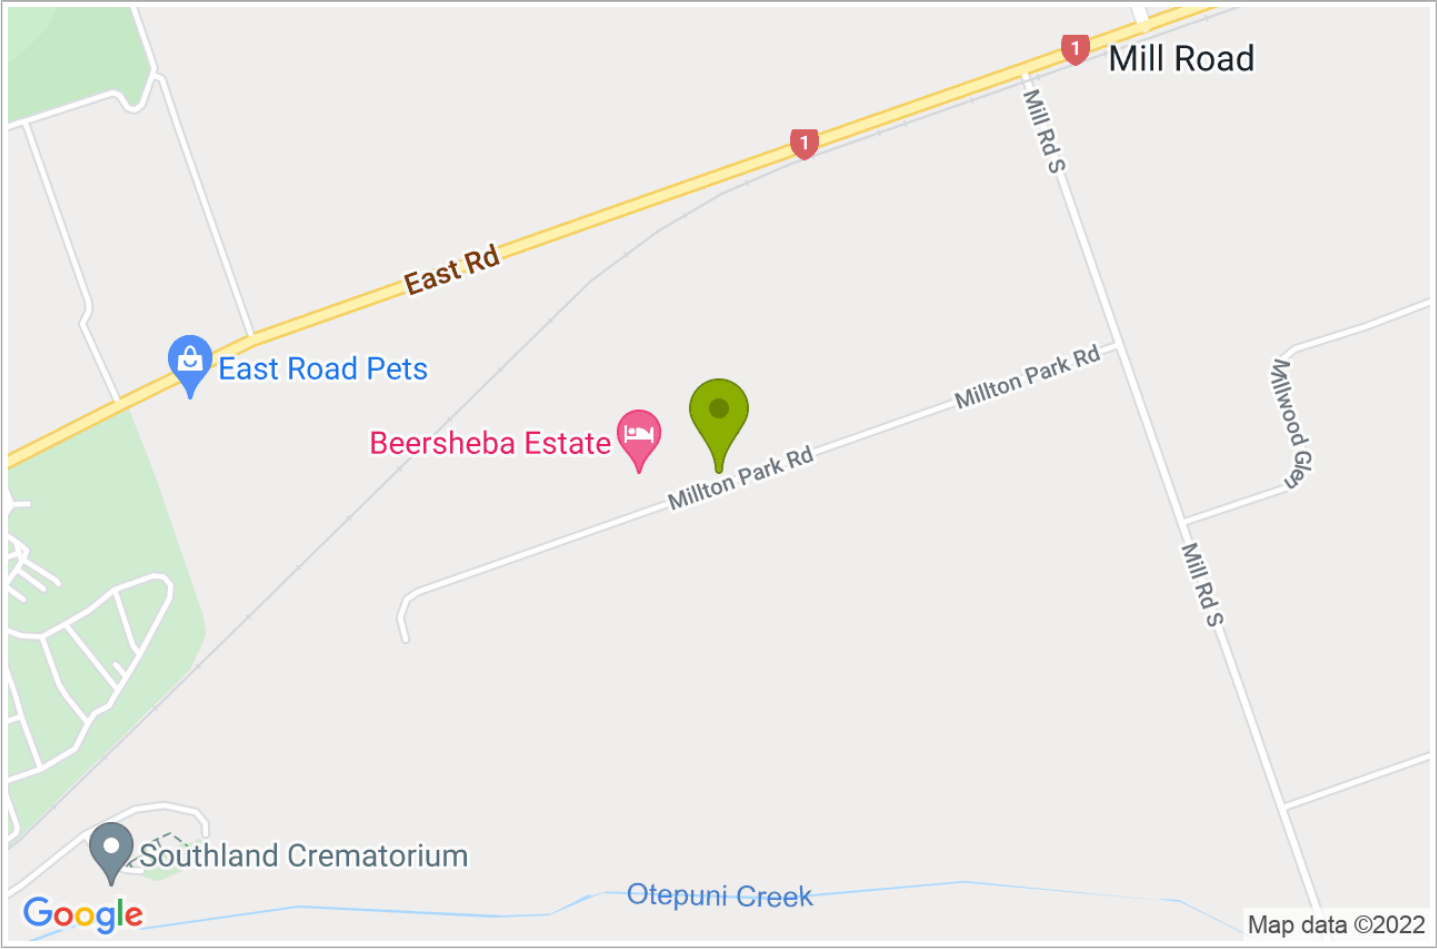 1
Mill Road
1
Mill Rd S
East Rd
East Road Pets
Millton Park Rd
Millwood Glen
Beersheba Estate
Millton Park Rd
Mill Rd S
Southland Crematorium
Otepuni Creek
Google
Map data ©2022